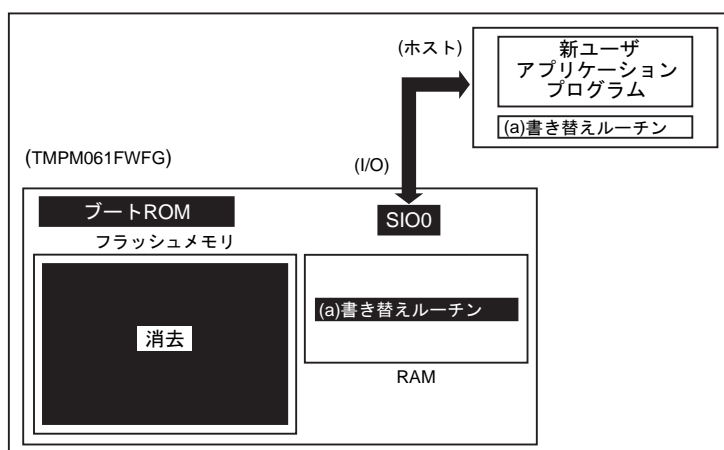 (ホスト)
新ユーザ
アプリケーション
プログラム
(a)書き替えルーチン
(TMPM061FWFG)
(I/O)
ブートROM
SIO0
フラッシュメモリ
(a)書き替えルーチン
消去
RAM